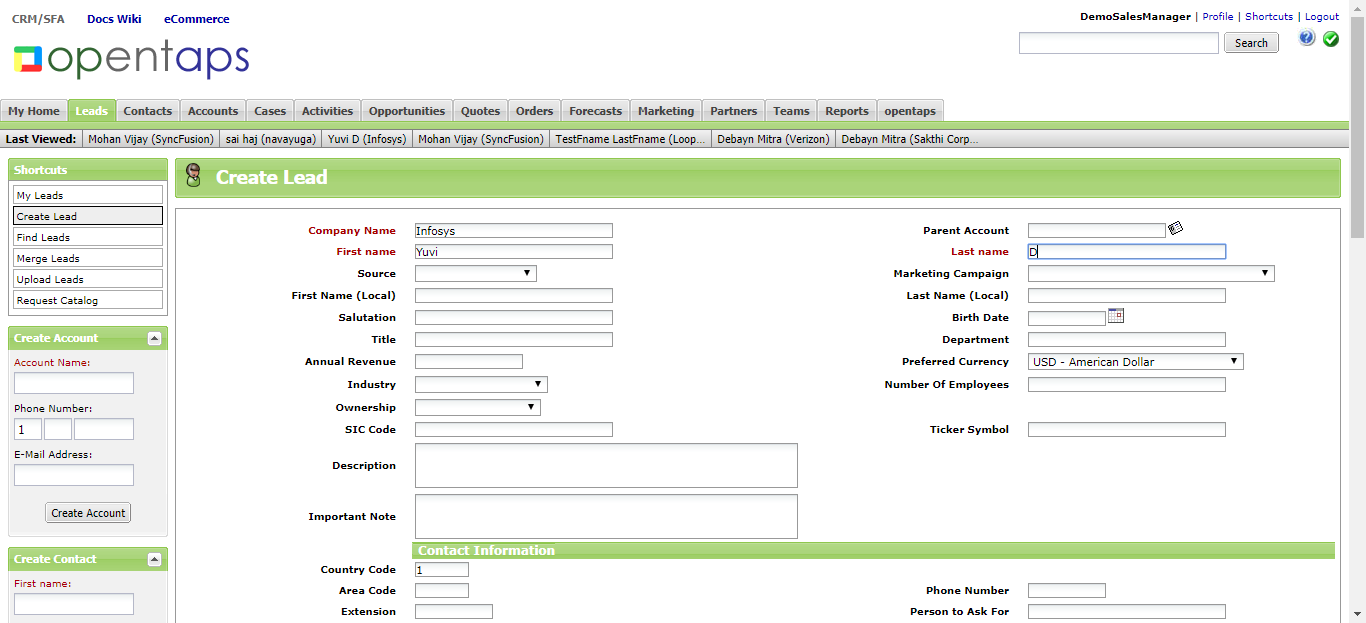 CRM/SFA Docs Wiki eCommerce
DemoSalesManager | Profile | Shortcuts | Logout
opentaps
Search
My Home Leads Contacts Accounts Cases Activities Opportunities Quotes Orders Forecasts Marketing Partners Teams Reports opentaps
Last Viewed: Mohan Vijay (SyncFusion) sai haj (navayuga) Yuvi D (Infosys) Mohan Vijay (SyncFusion) TestFname LastFname (Loop... Debayn Mitra (Verizon) Debayn Mitra (Sakthi Corp...
Shortcuts
My Leads
Create Lead
Find Leads
Merge Leads
Upload Leads
Request Catalog
Create Account
Account Name:
Phone Number:
1
E-Mail Address:
Create Account
Create Contact
First name:
Create Lead
Company Name Infosys Parent Account
First name Yuvi Last name D
Source Marketing Campaign
First Name (Local) Last Name (Local)
Salutation Birth Date
Title Department
Annual Revenue Preferred Currency USD - American Dollar
Industry Number Of Employees
Ownership
SIC Code Ticker Symbol
Description
Important Note
Contact Information
Country Code 1
Area Code Phone Number
Extension Person to Ask For